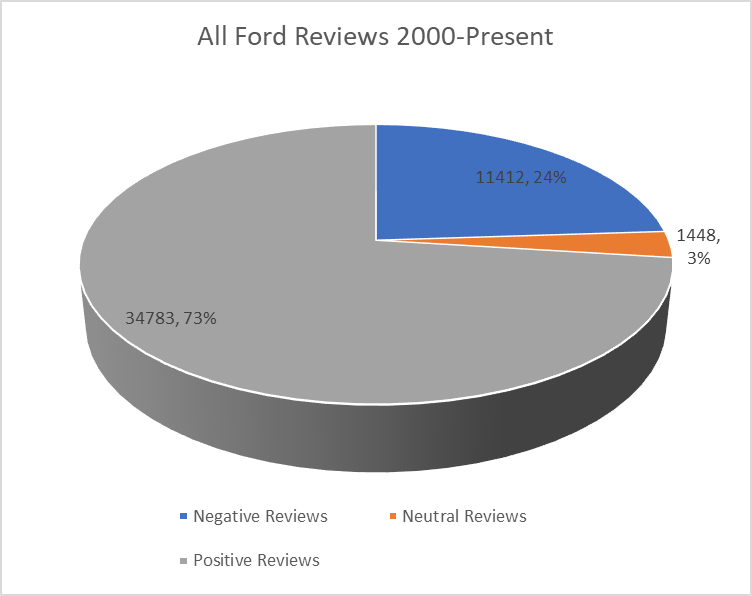 All Ford Reviews 2000-Present
11412, 24%
1448,
3%
34783, 73%
Negative Reviews
Neutral Reviews
Positive Reviews